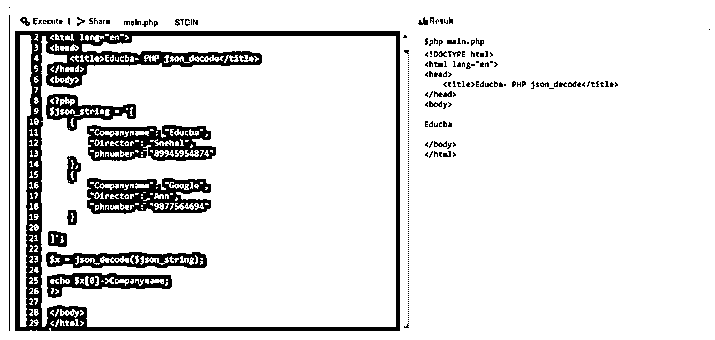 Execute | > Share main.php STDIN
2 <html lang="en">
3 <head>
4 <title>Educba- PHP json_decode</title>
5 </head>
6 <body>
7
8 <?php
9 $json_string = '[
10 {
11 "Companyname": "Educba",
12 "Director": "Snehal",
13 "phnumber": "89945954874"
14 },
15 {
16 "Companyname": "Google",
17 "Director": "Ann",
18 "phnumber": "9877564694"
19 }
20
21 ]';
22
23 $x = json_decode($json_string);
24
25 echo $x[0]->Companyname;
26 ?>
27
28 </body>
29 </html>
Result
$php main.php
<!DOCTYPE html>
<html lang="en">
<head>
<title>Educba- PHP json_decode</title>
</head>
<body>
Educba
</body>
</html>